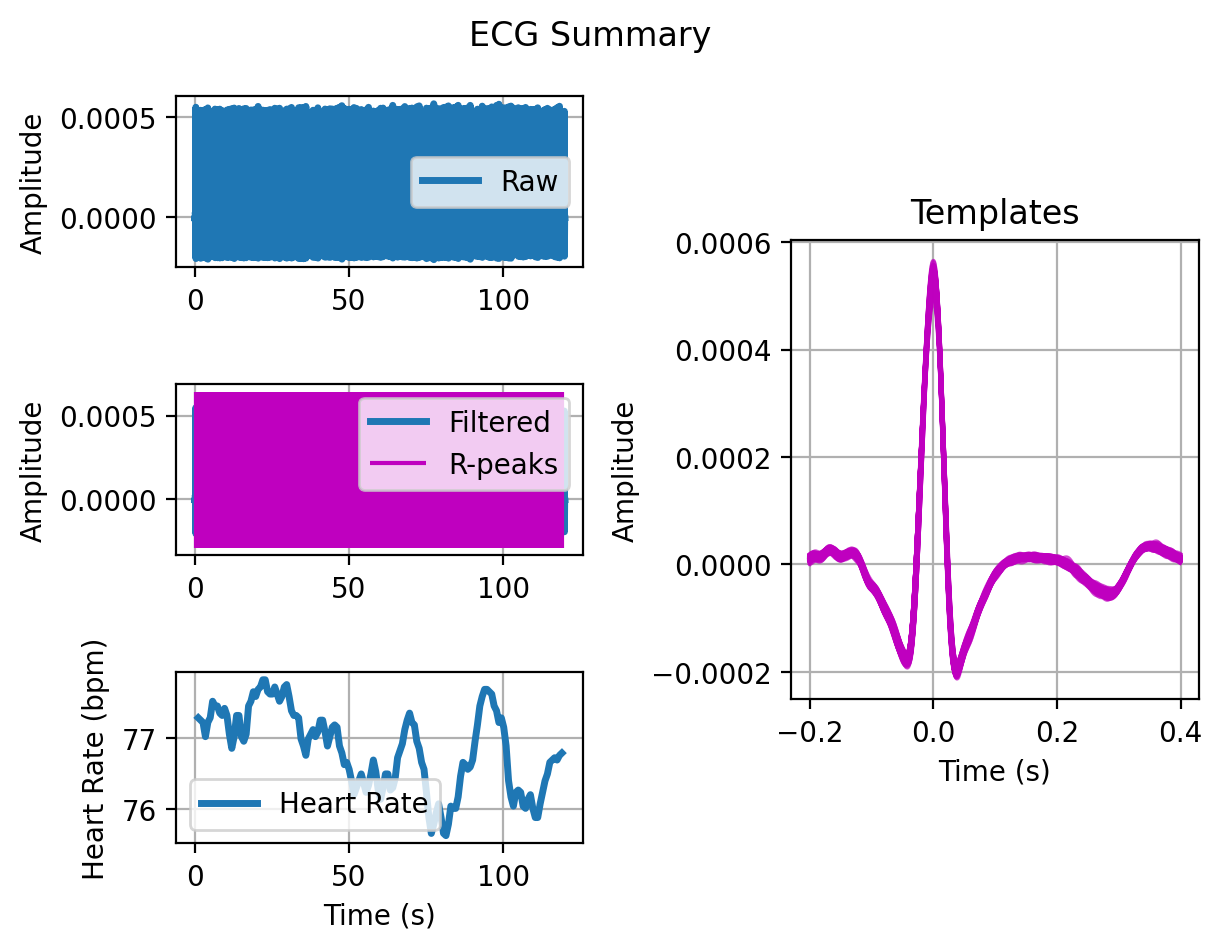 ECG Summary
Amplitude
0.0005
0.0000
Raw
0 50 100
Amplitude
0.0005
0.0000
Filtered
R-peaks
0 50 100
Heart Rate (bpm)
77
76
Heart Rate
0 50 100
Time (s)
Templates
Amplitude
0.0006
0.0004
0.0002
0.0000
−0.0002
−0.2 0.0 0.2 0.4
Time (s)